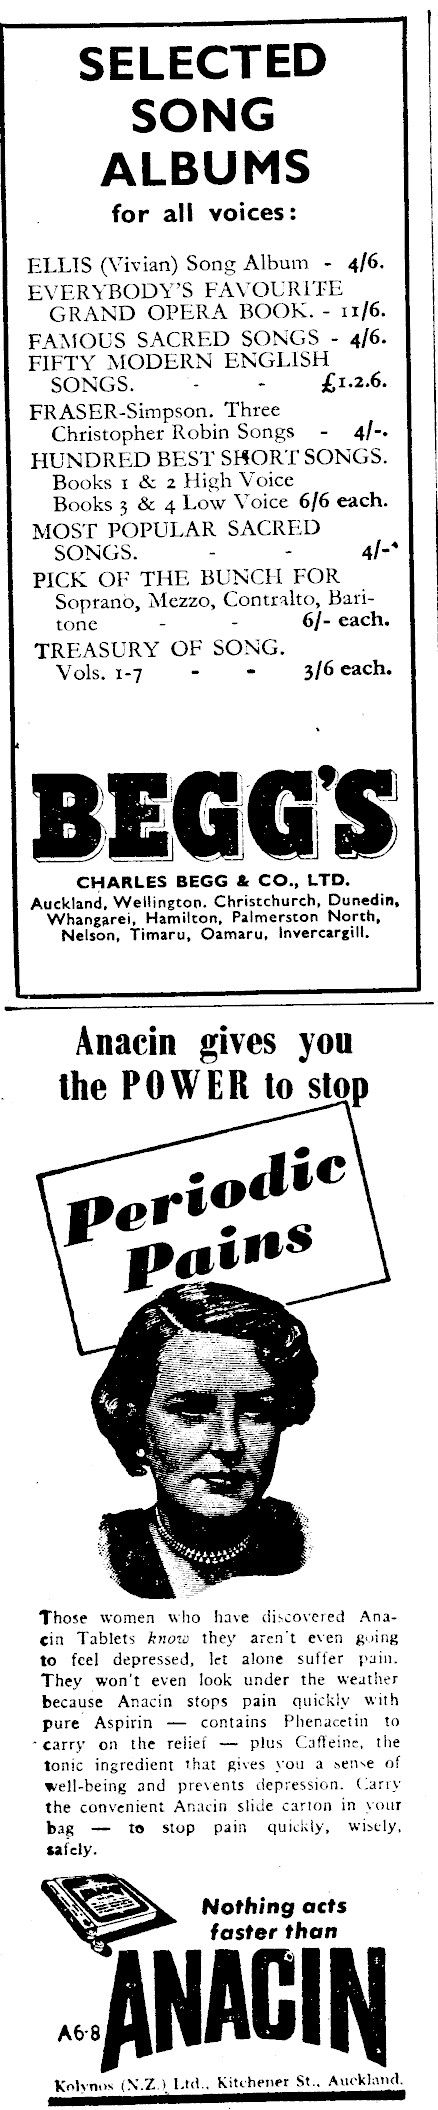 SELECTED
SONG
ALBUMS
for all voices:
ELLIS (Vivian) Song Album - 4/6.
EVERYBODY'S FAVOURITE
GRAND OPERA BOOK. - 11/6.
FAMOUS SACRED SONGS - 4/6.
FIFTY MODERN ENGLISH
SONGS. - - £1.2.6.
FRASER-Simpson. Three
Christopher Robin Songs - 4/-.
HUNDRED BEST SHORT SONGS.
Books 1 & 2 High Voice
Books 3 & 4 Low Voice 6/6 each.
MOST POPULAR SACRED
SONGS. - - 4/-.
PICK OF THE BUNCH FOR
Soprano, Mezzo, Contralto, Bari-
tone - - 6/- each.
TREASURY OF SONG.
Vols. 1-7 - - 3/6 each.
BEGG'S
CHARLES BEGG & CO., LTD.
Auckland, Wellington. Christchurch, Dunedin,
Whangarei, Hamilton, Palmerston North,
Nelson, Timaru, Oamaru, Invercargill.
Anacin gives you
the POWER to stop
Periodic
Pains
Those women who have discovered Ana-
cin Tablets know they aren't even going
to feel depressed, let alone suffer pain.
They won't even look under the weather
because Anacin stops pain quickly with
pure Aspirin — contains Phenacetin to
carry on the relief — plus Caffeine, the
tonic ingredient that gives you a sense of
well-being and prevents depression. Carry
the convenient Anacin slide carton in your
bag — to stop pain quickly, wisely,
safely.
Nothing acts
faster than
ANACIN
A6-8
Kolynos (N.Z.) Ltd., Kitchener St., Auckland.